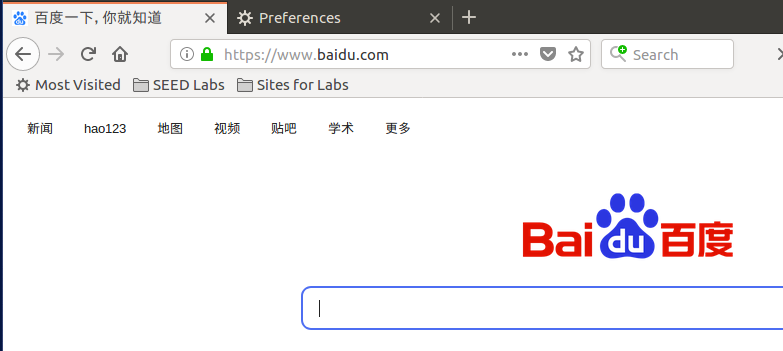 百度一下, 你就知道
Preferences
https://www.baidu.com
Search
Most Visited
SEED Labs
Sites for Labs
新闻
hao123
地图
视频
贴吧
学术
更多
Bai du 百度